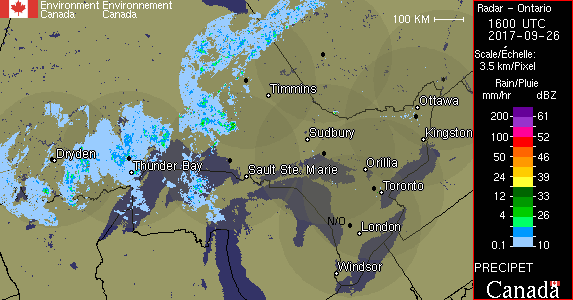 Environment Environnement
Canada Canada
100 KM
Timmins
Ottawa
Sudbury
Kingston
Dryden
Thunder Bay
Sault Ste. Marie
Orillia
Toronto
N/O
London
Windsor
Radar - Ontario
1600 UTC
2017-09-26
Scale/Échelle:
3.5 km/Pixel
Rain/Pluie
mm/hr dBZ
200 61
100 52
50 46
24 39
12 33
4 26
0.1 10
PRECIPET
Canada